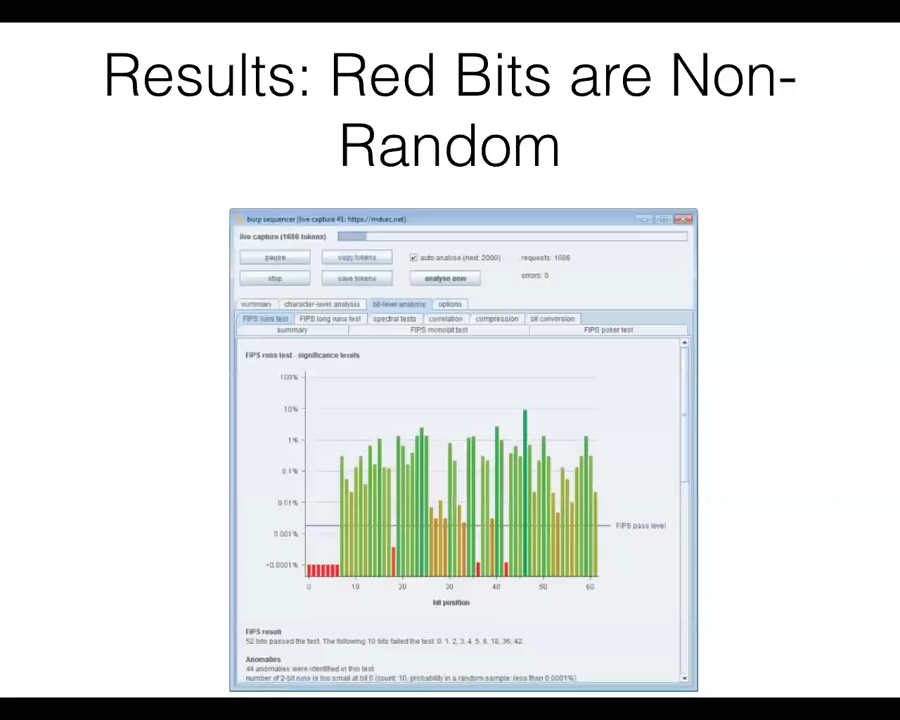 Results: Red Bits are Non-
Random
burp sequencer [live capture #1: https://mdsec.net]
live capture (1686 tokens)
pause
copy tokens
auto analyse (next: 2000)
requests: 1686
stop
save tokens
analyse now
errors: 0
summary
character-level analysis
bit-level analysis
options
FIPS runs test
FIPS long runs test
spectral tests
correlation
compression
bit conversion
summary
FIPS monobit test
FIPS poker test
FIPS runs test - significance levels
100%
10%
1%
0.1%
0.01%
0.001%
<0.0001%
FIPS pass level
0 10 20 30 40 50 60
bit position
FIPS result
52 bits passed the test. The following 10 bits failed the test: 0, 1, 2, 3, 4, 5, 6, 18, 36, 42.
Anomalies
44 anomalies were identified in this test
number of 2-bit runs is too small at bit 0 (count: 10, probability in a random sample: less than 0.0001%)